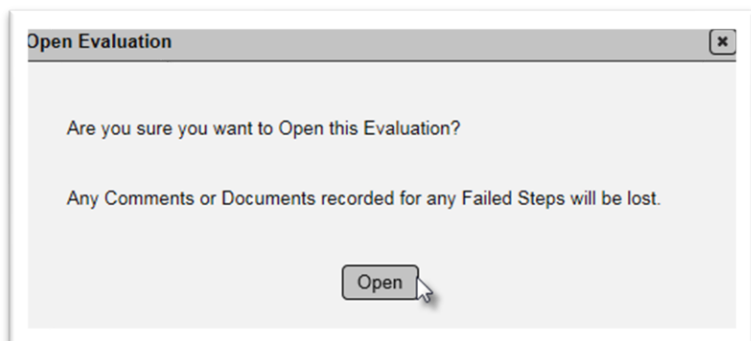 Open Evaluation
Are you sure you want to Open this Evaluation?
Any Comments or Documents recorded for any Failed Steps will be lost.
Open